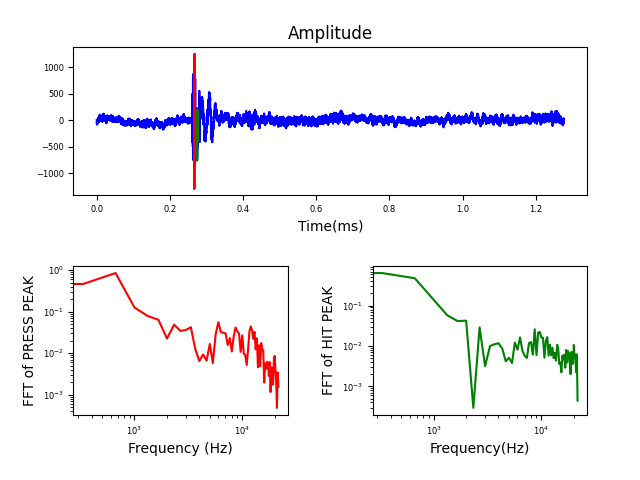 Amplitude
1000
500
0
−500
−1000
0.0 0.2 0.4 0.6 0.8 1.0 1.2
Time(ms)
10⁰
10⁻¹
10⁻²
10⁻³
FFT of PRESS PEAK
10³ 10⁴
Frequency (Hz)
10⁻¹
10⁻²
10⁻³
FFT of HIT PEAK
10³ 10⁴
Frequency(Hz)